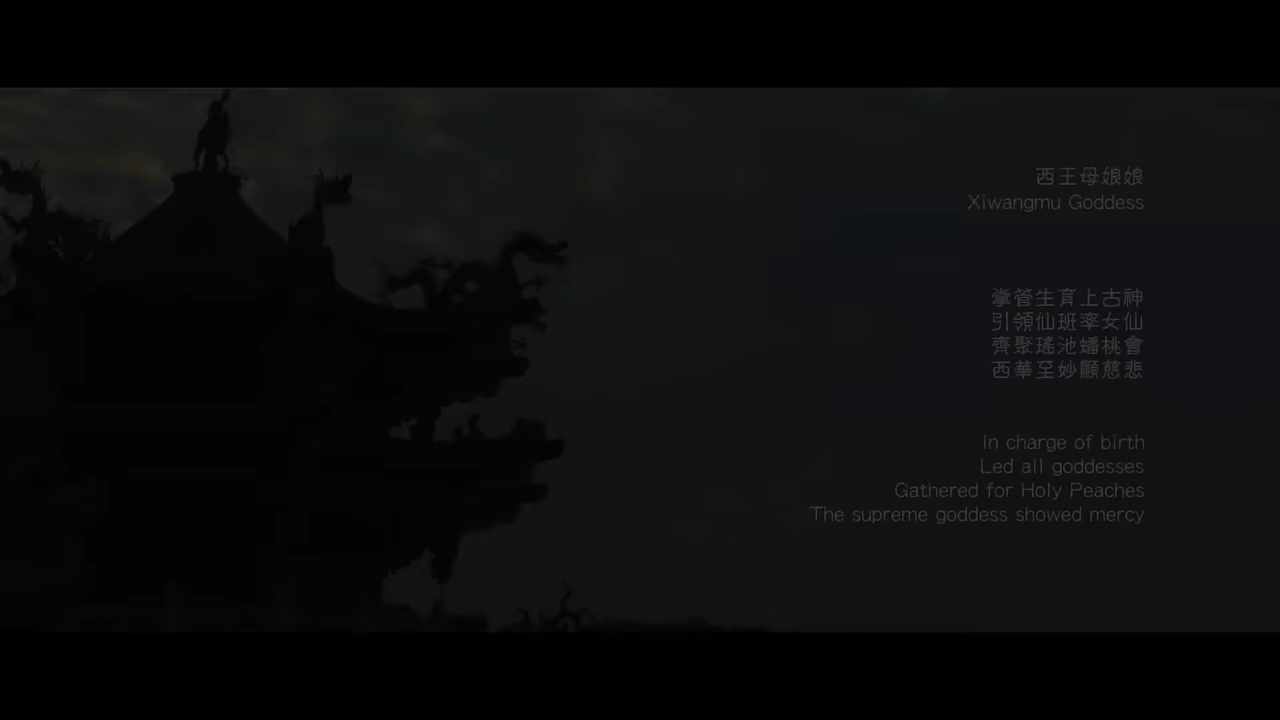 西王母娘娘
Xiwangmu Goddess
掌管生育上古神
引領仙班率女仙
齊聚瑤池蟠桃會
西華至妙顯慈悲
In charge of birth
Led all goddesses
Gathered for Holy Peaches
The supreme goddess showed mercy